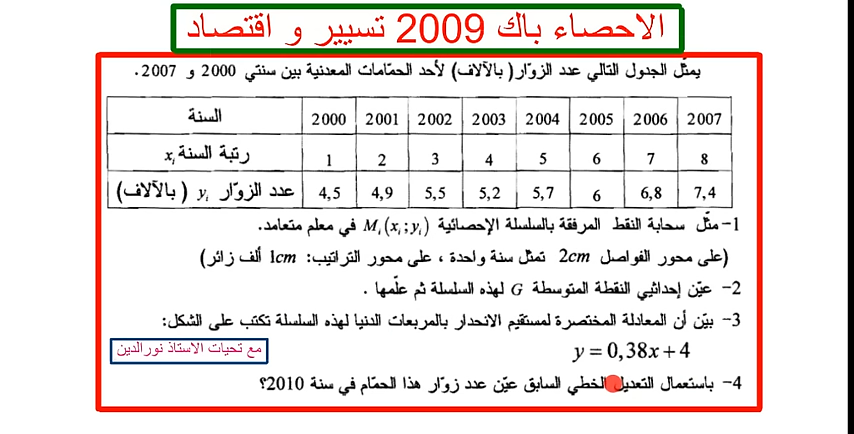 الاحصاء باك 2009 تسيير و اقتصاد
يمثّل الجدول التالي عدد الزوّار( بالآلاف) لأحد الحمّامات المعدنية بين سنتي 2000 و 2007.
السنة 2000 2001 2002 2003 2004 2005 2006 2007
رتبة السنة xᵢ 1 2 3 4 5 6 7 8
عدد الزوّار yᵢ ( بالآلاف) 4,5 4,9 5,5 5,2 5,7 6 6,8 7,4
1- مثّل سحابة النقط المرفقة بالسلسلة الإحصائية Mᵢ(xᵢ;yᵢ) في معلم متعامد.
(على محور الفواصل 2cm تمثل سنة واحدة ، على محور التراتيب: 1cm ألف زائر)
2- عيّن إحداثيي النقطة المتوسطة G لهذه السلسلة ثم علّمها .
3- بيّن أن المعادلة المختصرة لمستقيم الانحدار بالمربعات الدنيا لهذه السلسلة تكتب على الشكل:
y = 0,38x + 4
مع تحيات الاستاذ نورالدين
4- باستعمال التعديل الخطي السابق عيّن عدد زوّار هذا الحمّام في سنة 2010؟